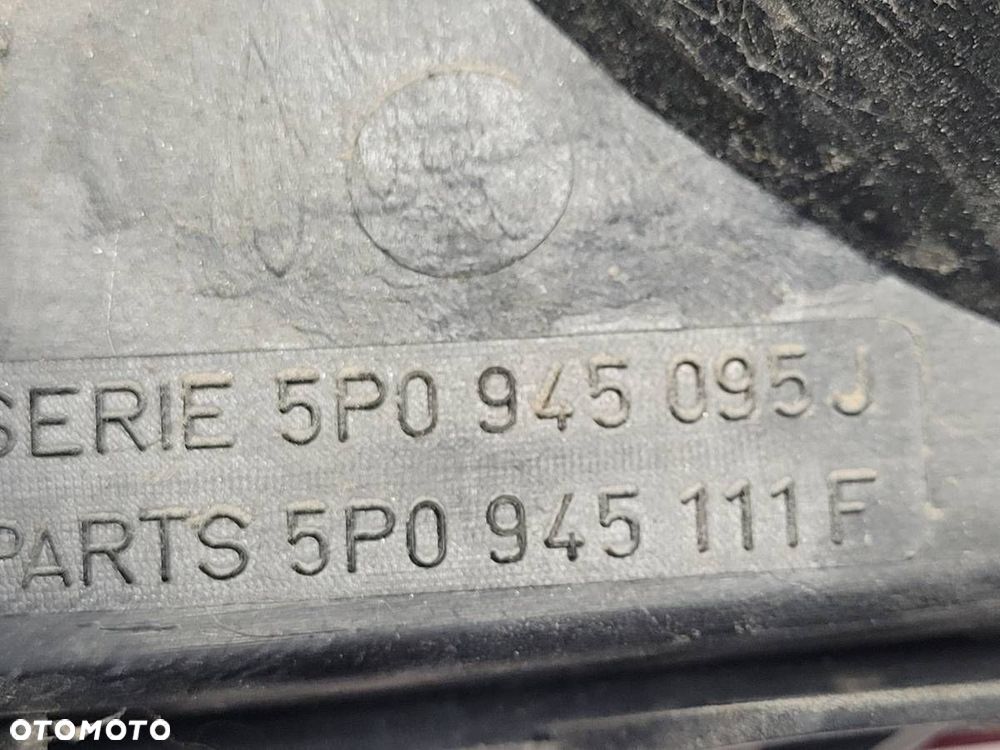 SERIE 5P0 945 095 J
PARTS 5P0 945 111 F
OTOMOTO